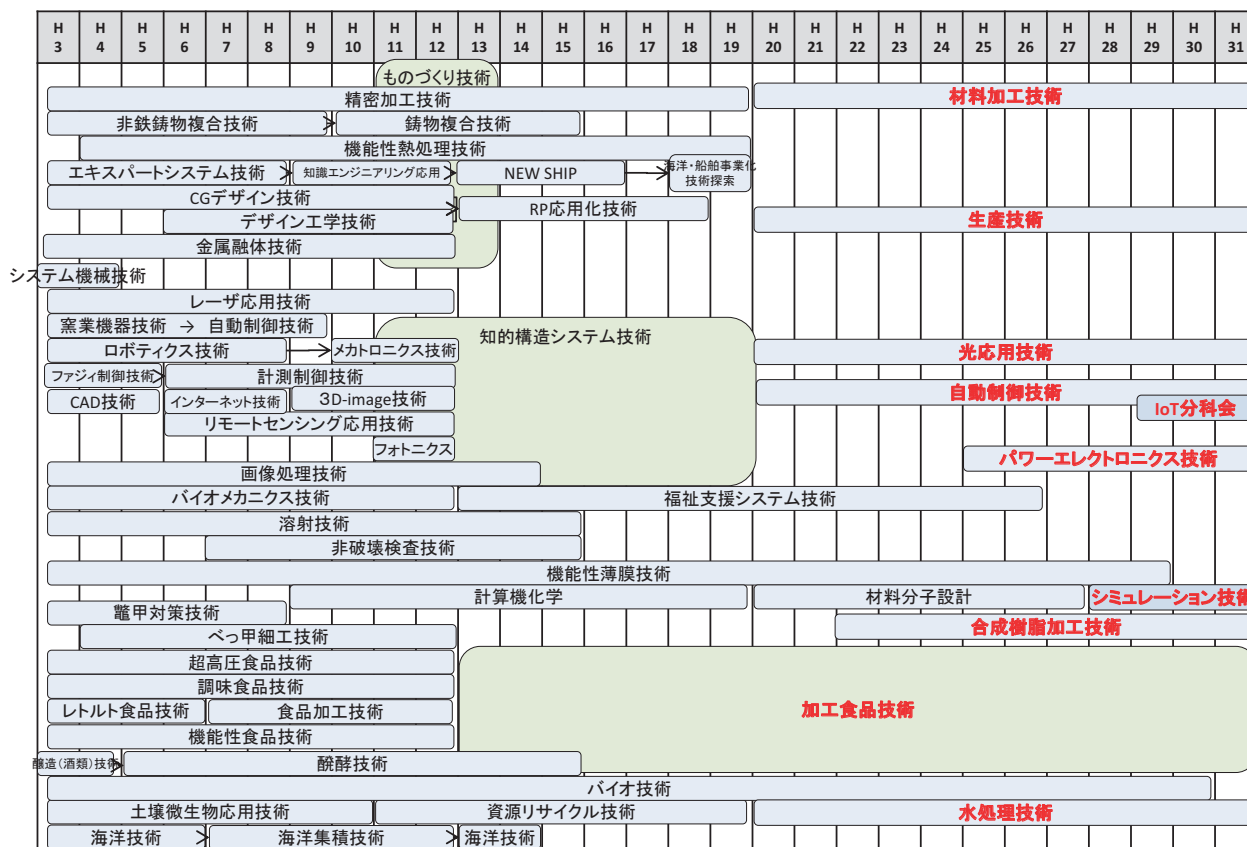 H H H H H H H H H H H H H H H H H H H H H H H H H H H H H
3 4 5 6 7 8 9 10 11 12 13 14 15 16 17 18 19 20 21 22 23 24 25 26 27 28 29 30 31
ものづくり技術
精密加工技術
材料加工技術
非鉄鋳物複合技術
鋳物複合技術
機能性熱処理技術
エキスパートシステム技術
知識エンジニアリング応用
NEW SHIP
海洋・船舶事業化
技術探索
CGデザイン技術
RP応用化技術
デザイン工学技術
生産技術
金属融体技術
システム機械技術
レーザ応用技術
窯業機器技術 → 自動制御技術
知的構造システム技術
ロボティクス技術
メカトロニクス技術
光応用技術
ファジィ制御技術
計測制御技術
自動制御技術
CAD技術
インターネット技術
3D-image技術
IoT分科会
リモートセンシング応用技術
フォトニクス
パワーエレクトロニクス技術
画像処理技術
バイオメカニクス技術
福祉支援システム技術
溶射技術
非破壊検査技術
機能性薄膜技術
計算機化学
材料分子設計
シミュレーション技術
鼈甲対策技術
合成樹脂加工技術
べっ甲細工技術
超高圧食品技術
調味食品技術
レトルト食品技術
食品加工技術
加工食品技術
機能性食品技術
醸造(酒類)技術
醗酵技術
バイオ技術
土壌微生物応用技術
資源リサイクル技術
水処理技術
海洋技術
海洋集積技術
海洋技術